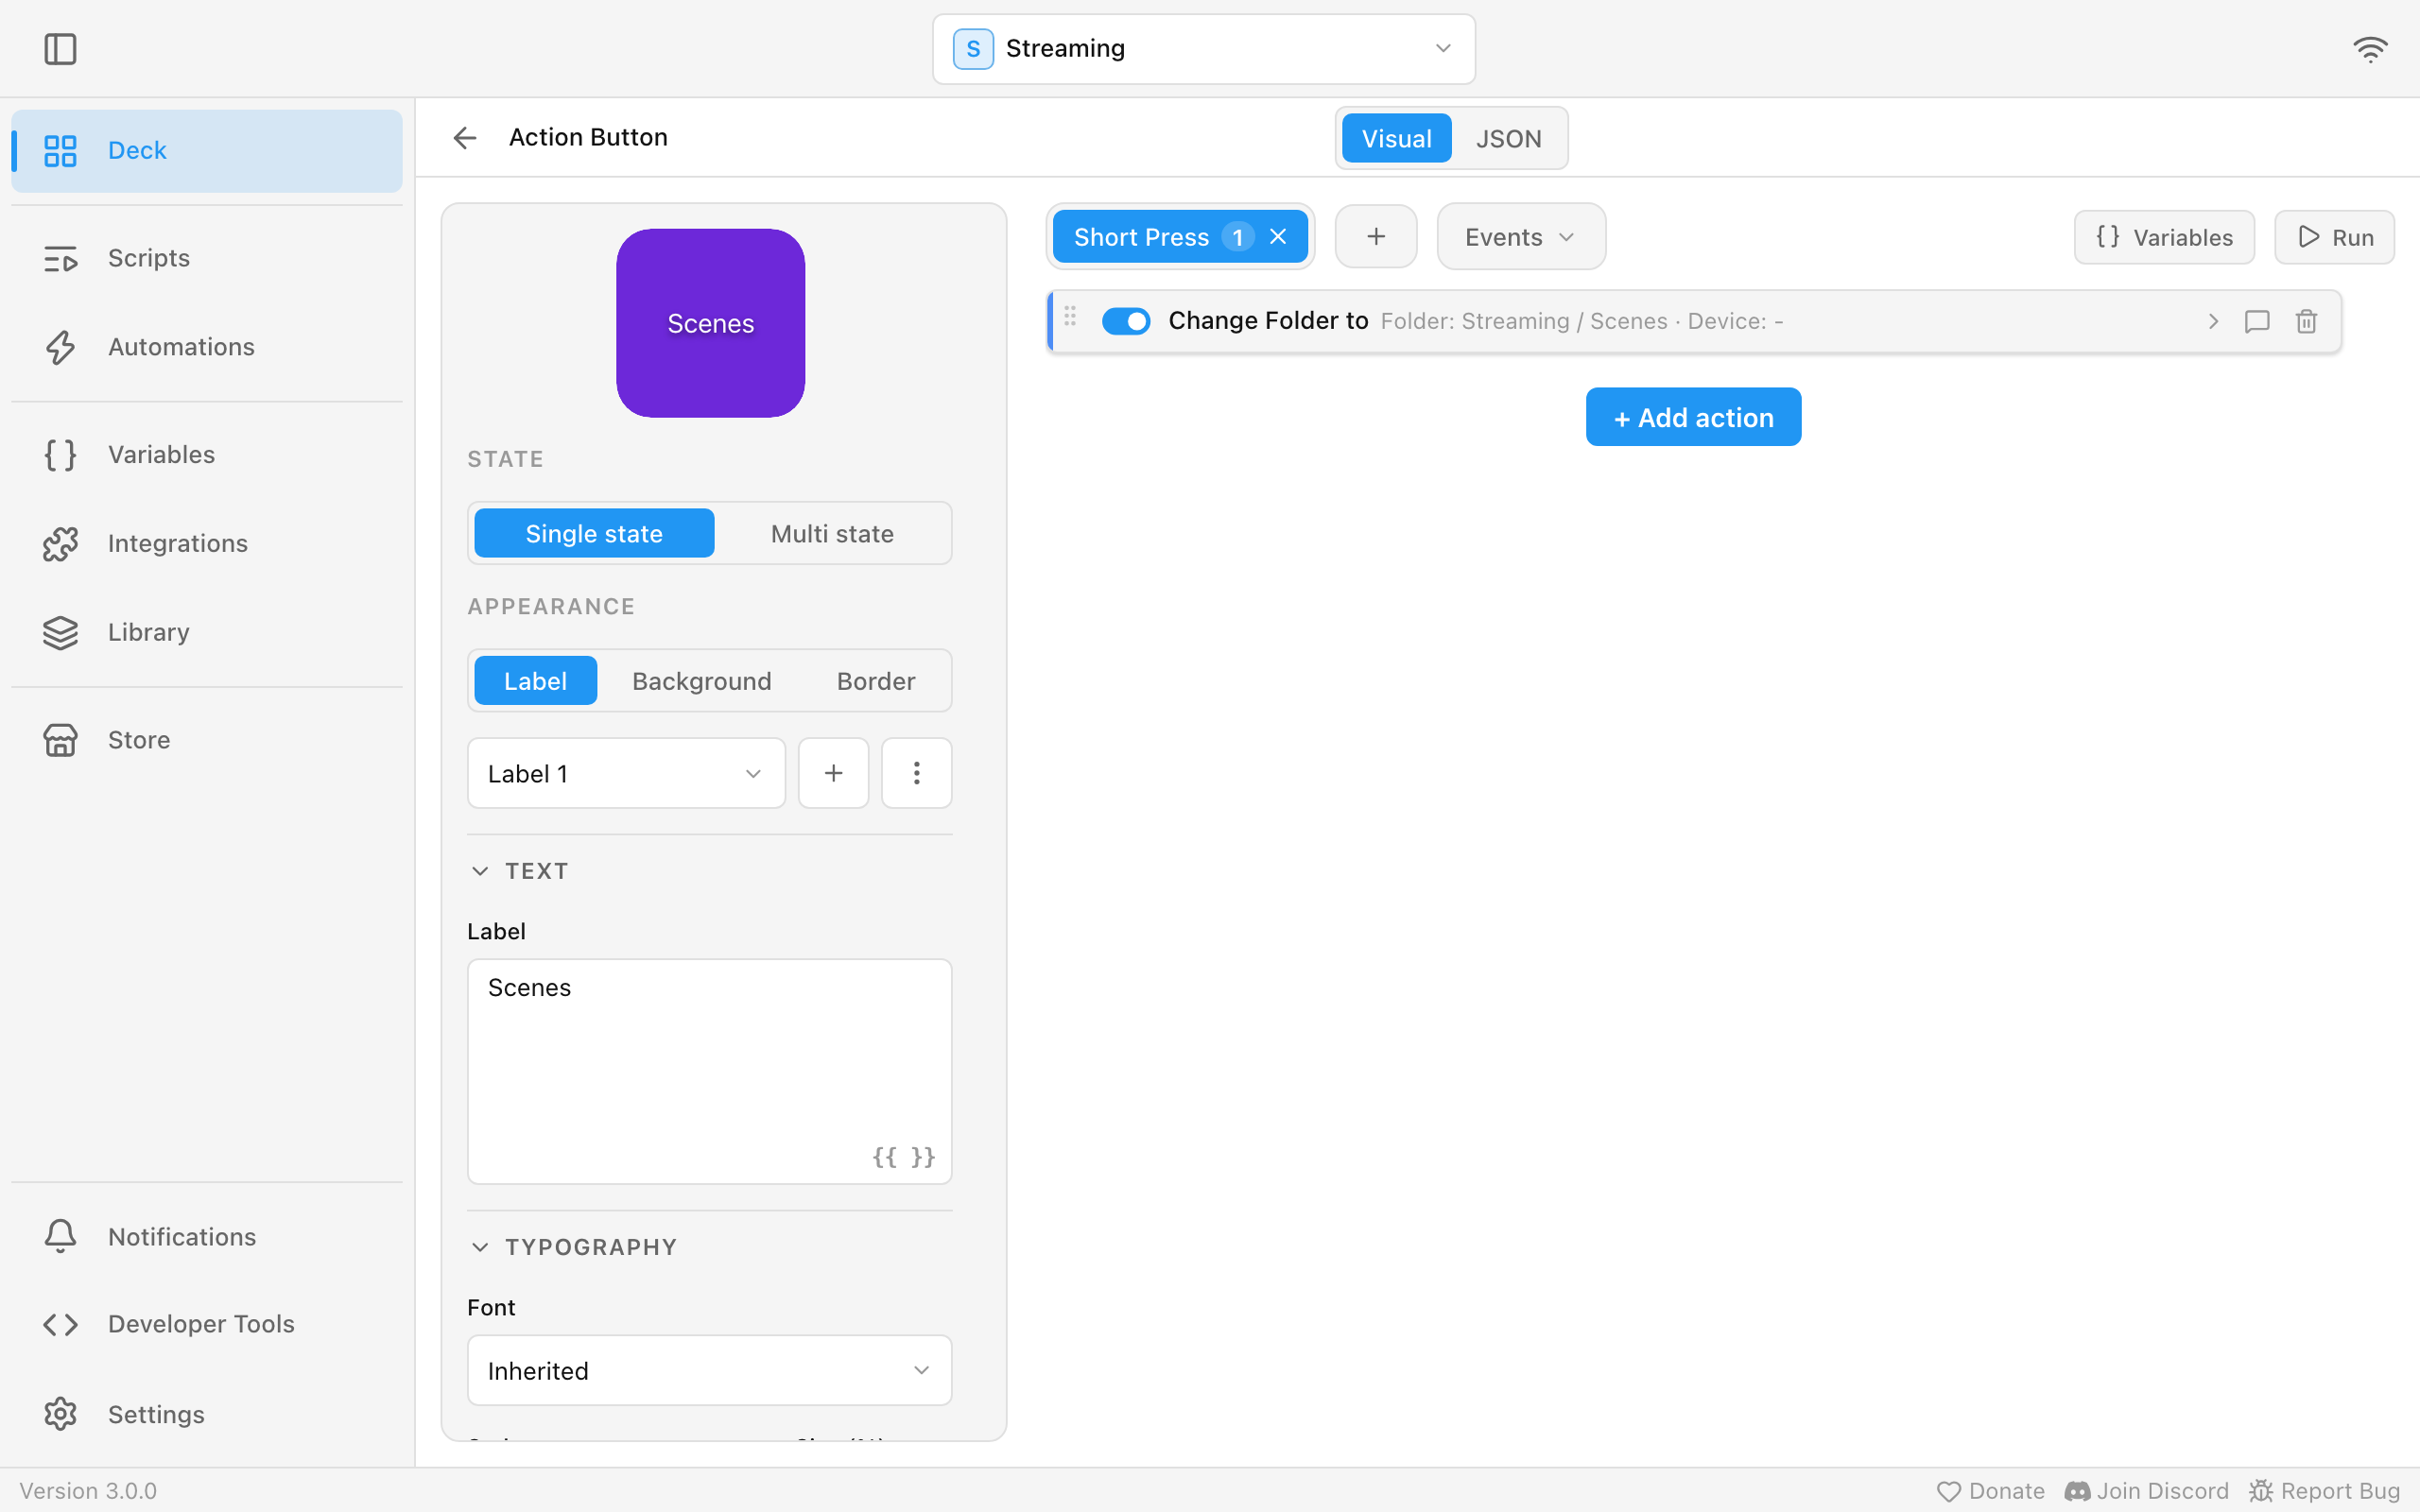 S Streaming
Deck
Scripts
Automations
Variables
Integrations
Library
Store
Notifications
Developer Tools
Settings
Action Button
Visual JSON
Scenes
STATE
Single state Multi state
APPEARANCE
Label Background Border
Label 1
TEXT
Label
Scenes
{{ }}
TYPOGRAPHY
Font
Inherited
Short Press 1
Events
{} Variables
Run
Change Folder to Folder: Streaming / Scenes · Device: -
+ Add action
Version 3.0.0
Donate Join Discord Report Bug